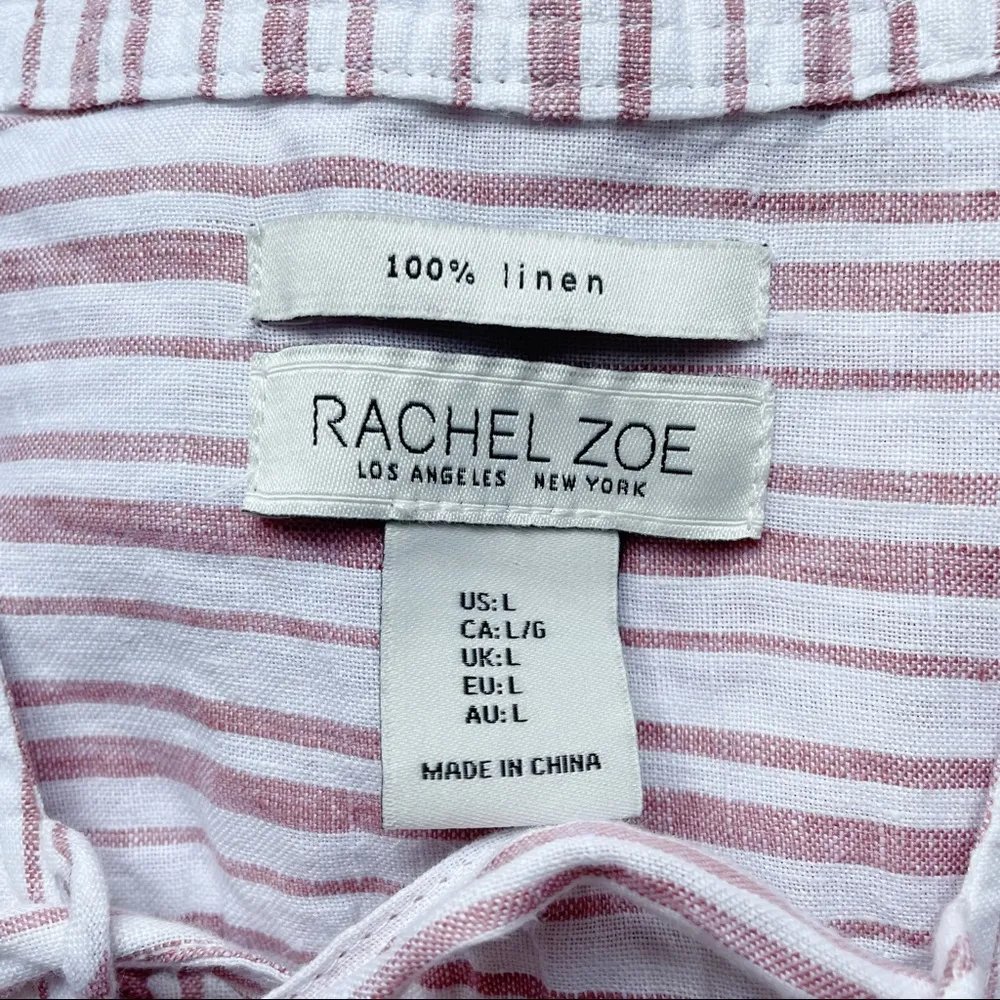 100% linen
RACHEL ZOE
LOS ANGELES NEW YORK
US: L
CA: L/G
UK: L
EU: L
AU: L
MADE IN CHINA